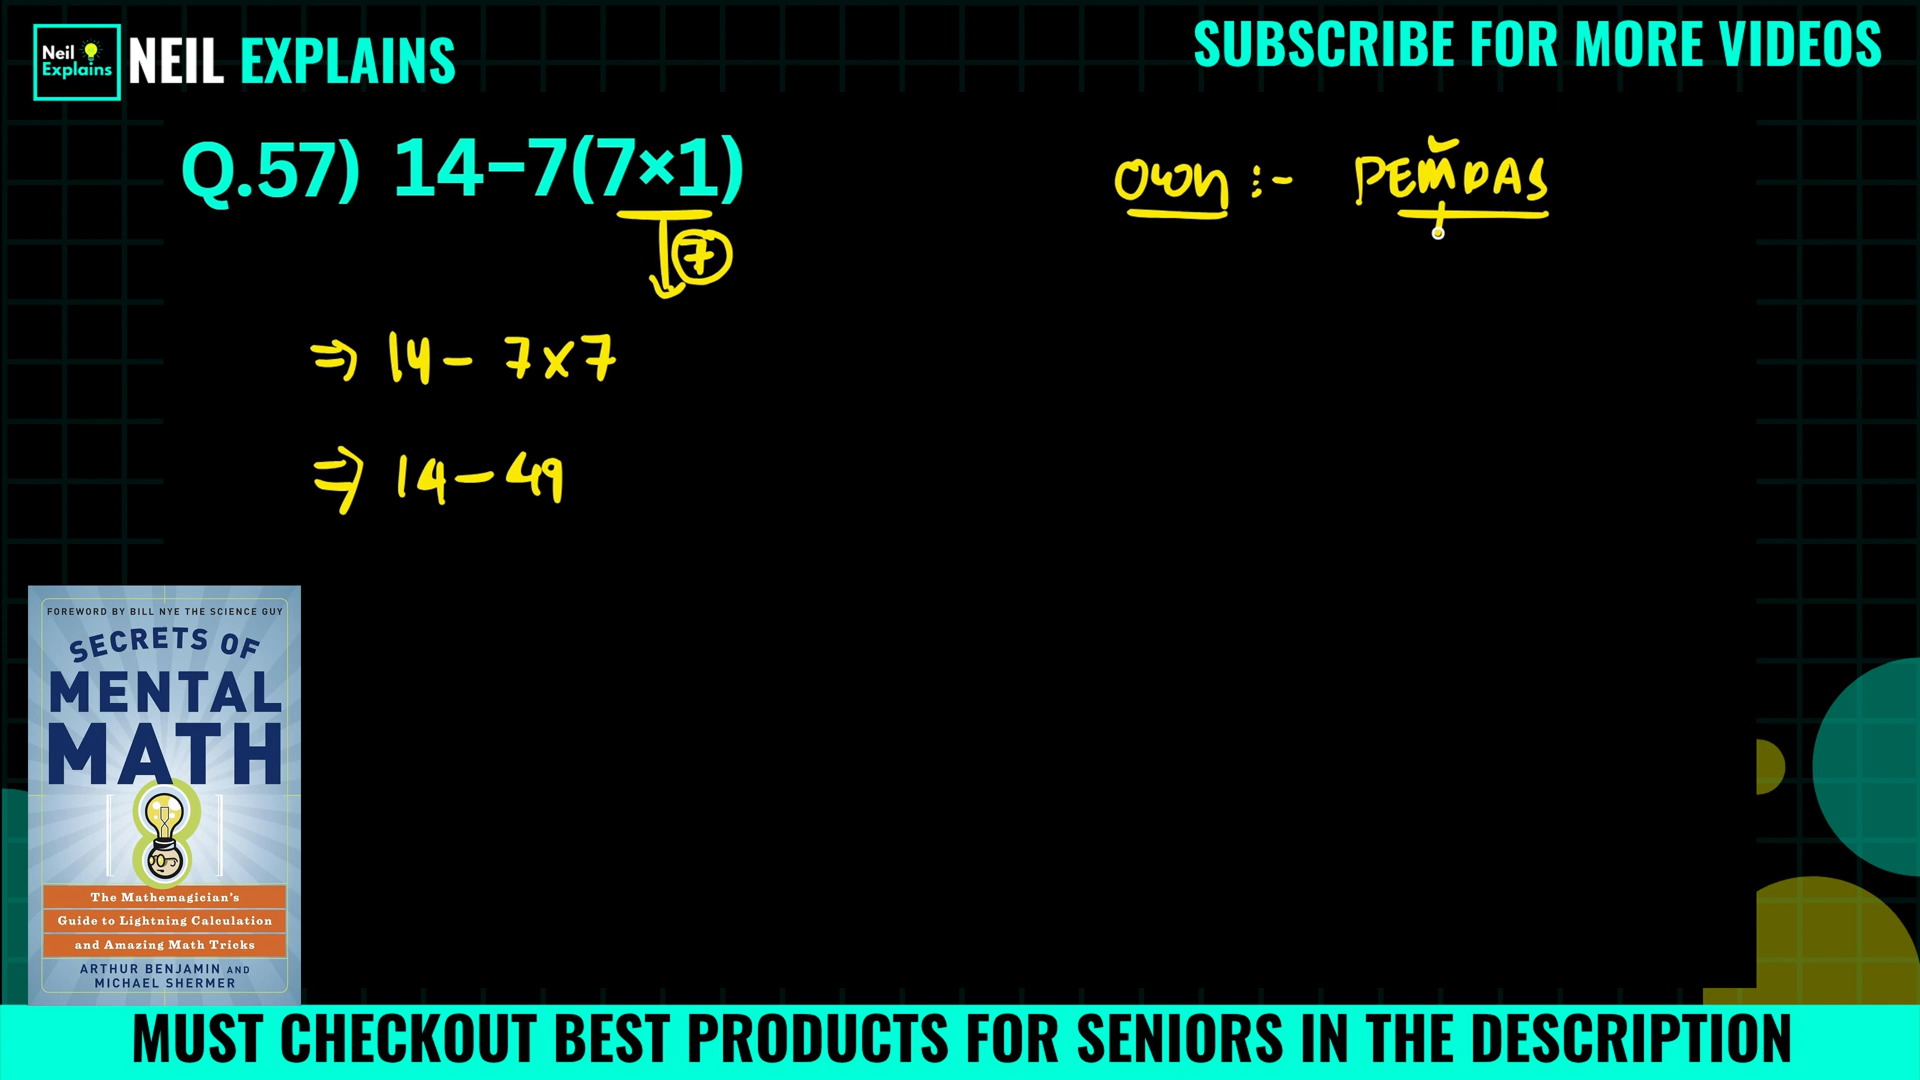 Neil
Explains
NEIL EXPLAINS
SUBSCRIBE FOR MORE VIDEOS
Q.57) 14−7(7×1)
Own :- PEMDAS
7
⇒ 14 - 7×7
⇒ 14 - 49
FOREWORD BY BILL NYE THE SCIENCE GUY
SECRETS OF
MENTAL
MATH
The Mathemagician's
Guide to Lightning Calculation
and Amazing Math Tricks
ARTHUR BENJAMIN AND
MICHAEL SHERMER
MUST CHECKOUT BEST PRODUCTS FOR SENIORS IN THE DESCRIPTION